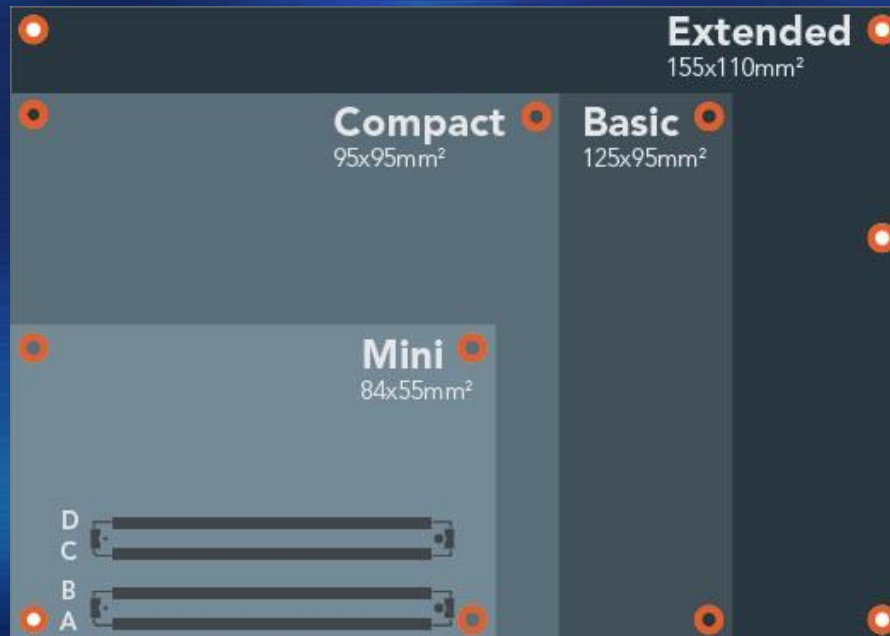 Extended
155x110mm²
Compact
95x95mm²
Basic
125x95mm²
Mini
84x55mm²
D
C
B
A